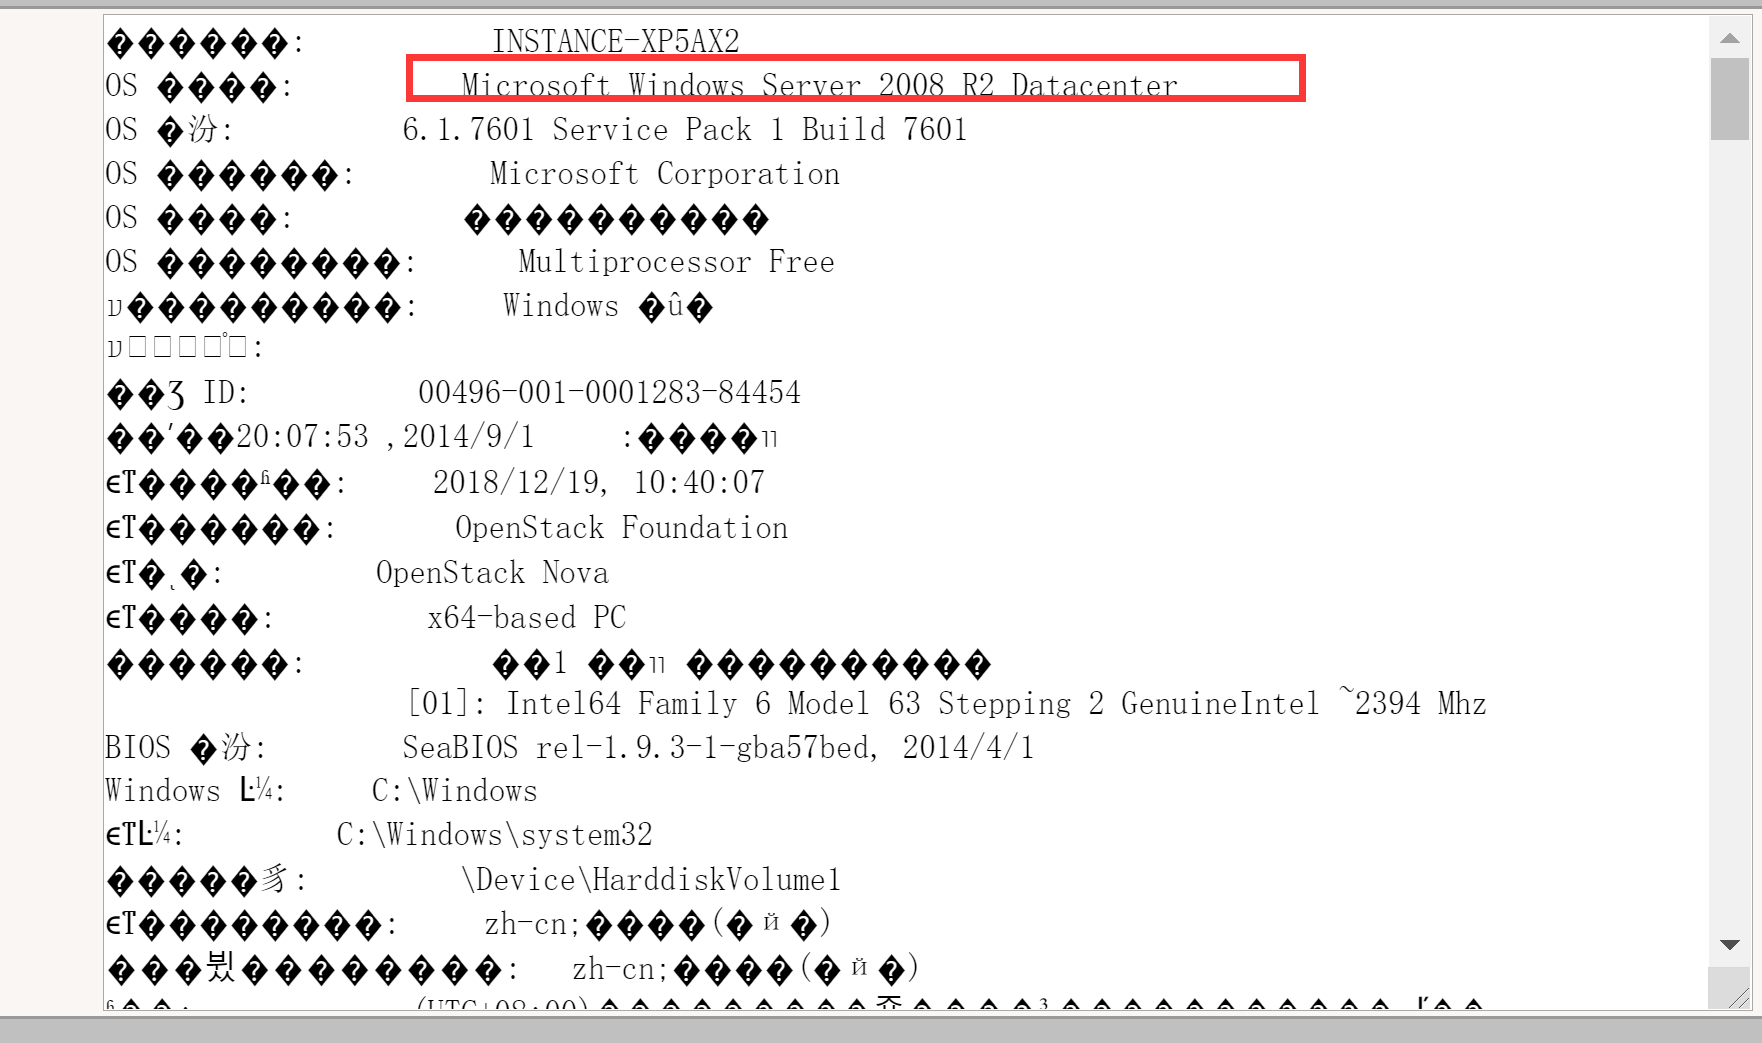 ������: INSTANCE-XP5AX2
OS ����: Microsoft Windows Server 2008 R2 Datacenter
OS �汾: 6.1.7601 Service Pack 1 Build 7601
OS ������: Microsoft Corporation
OS ����: ����������
OS ��������: Multiprocessor Free
ע���������: Windows �û�
ע:
��Ʒ ID: 00496-001-0001283-84454
��ʼ��20:07:53 ,2014/9/1 :����װ
ϵͳ����ʱ��: 2018/12/19, 10:40:07
ϵͳ������: OpenStack Foundation
ϵͳ�ͺ�: OpenStack Nova
ϵͳ����: x64-based PC
������: ��װ�� 1 ����������
[01]: Intel64 Family 6 Model 63 Stepping 2 GenuineIntel ~2394 Mhz
BIOS �汾: SeaBIOS rel-1.9.3-1-gba57bed, 2014/4/1
Windows Ŀ¼: C:\Windows
ϵͳĿ¼: C:\Windows\system32
�����豸: \Device\HarddiskVolume1
ϵͳ��������: zh-cn;����(�й�)
���뷨��������: zh-cn;����(�й�)
(UTC+08:00)